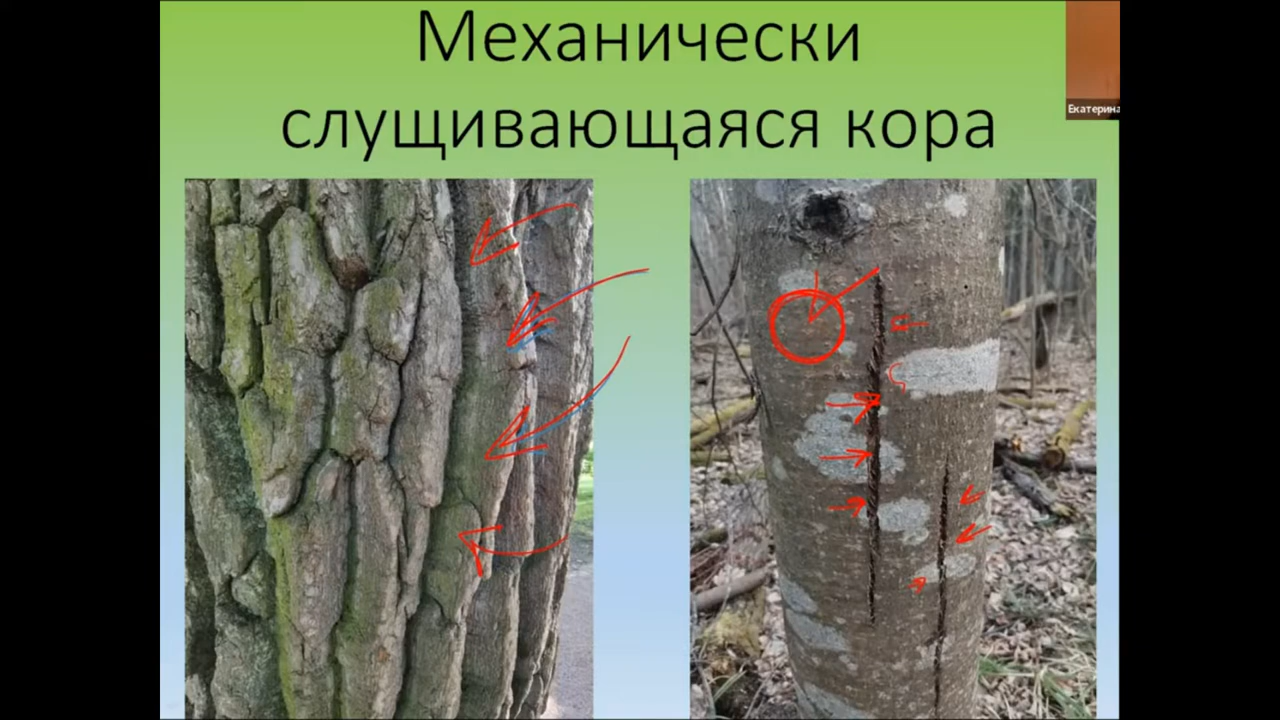 Механически
слущивающаяся кора
Екатерина